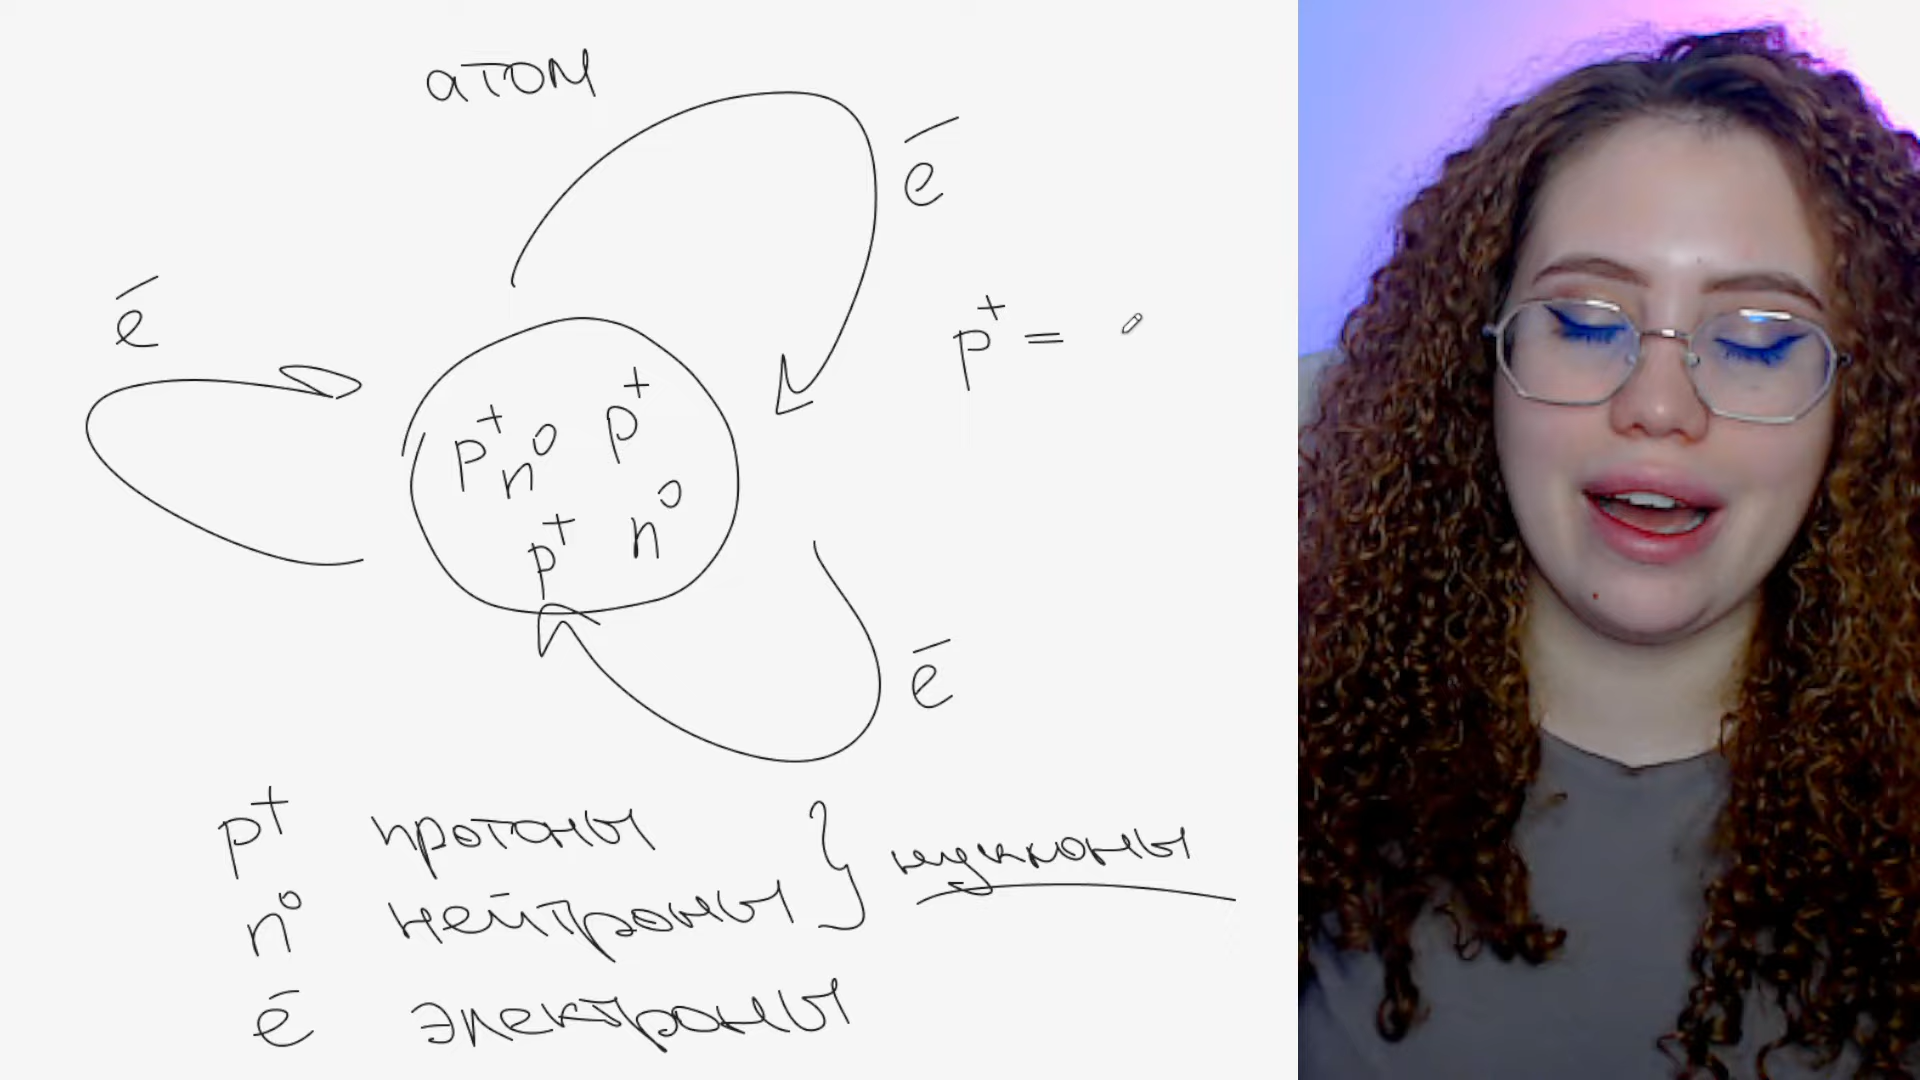 атом
e̅
e̅
p⁺ =
p⁺ n⁰ p⁺
p⁺ n⁰
e̅
p⁺ протоны
n⁰ нейтроны } нуклоны
e̅ электроны